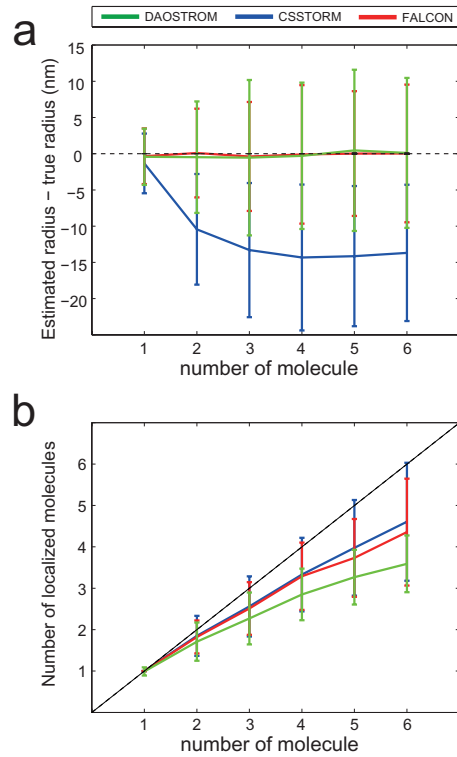 DAOSTROM CSSTORM FALCON
a
Estimated radius - true radius (nm)
15
10
5
0
−5
−10
−15
−20
1 2 3 4 5 6
number of molecule
b
Number of localized molecules
6
5
4
3
2
1
1 2 3 4 5 6
number of molecule